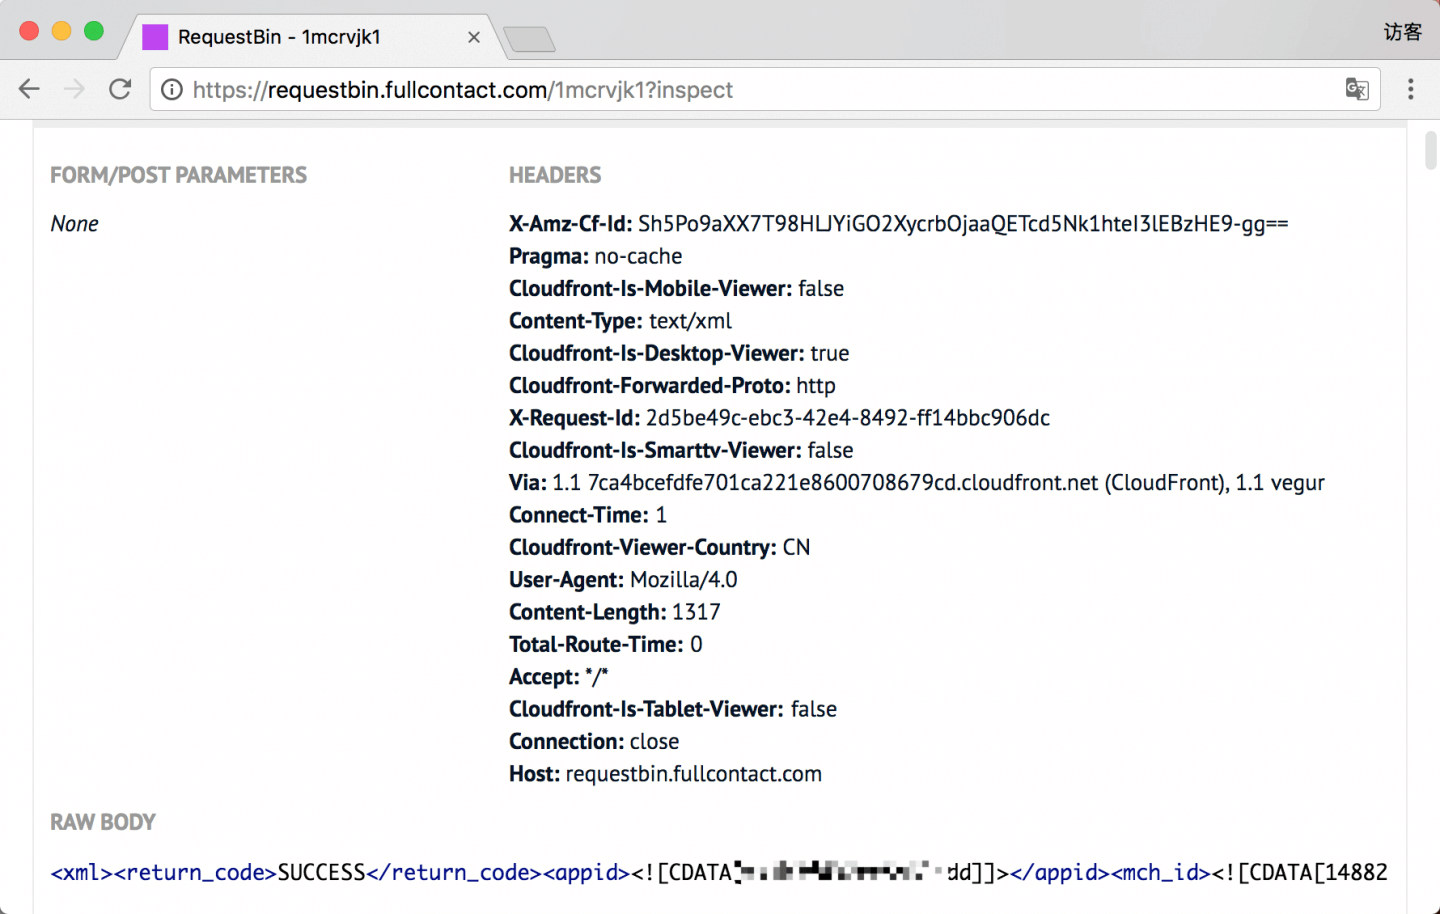 RequestBin - 1mcrvjk1
访客
https://requestbin.fullcontact.com/1mcrvjk1?inspect
FORM/POST PARAMETERS
None
HEADERS
X-Amz-Cf-Id: Sh5Po9aXX7T98HLJYiGO2XycrbOjaaQETcd5Nk1hteI3lEBzHE9-gg==
Pragma: no-cache
Cloudfront-Is-Mobile-Viewer: false
Content-Type: text/xml
Cloudfront-Is-Desktop-Viewer: true
Cloudfront-Forwarded-Proto: http
X-Request-Id: 2d5be49c-ebc3-42e4-8492-ff14bbc906dc
Cloudfront-Is-Smarttv-Viewer: false
Via: 1.1 7ca4bcefdfe701ca221e8600708679cd.cloudfront.net (CloudFront), 1.1 vegur
Connect-Time: 1
Cloudfront-Viewer-Country: CN
User-Agent: Mozilla/4.0
Content-Length: 1317
Total-Route-Time: 0
Accept: */*
Cloudfront-Is-Tablet-Viewer: false
Connection: close
Host: requestbin.fullcontact.com
RAW BODY
<xml><return_code>SUCCESS</return_code><appid><![CDATA dd]]></appid><mch_id><![CDATA[14882